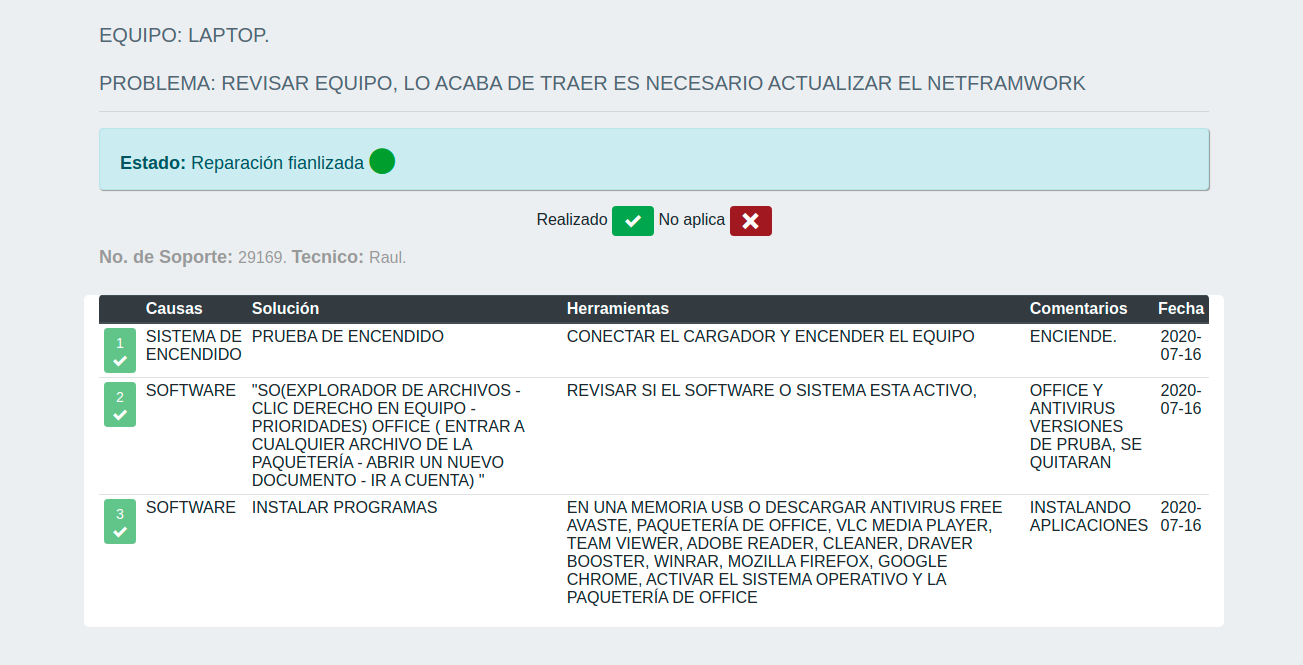 EQUIPO: LAPTOP.
PROBLEMA: REVISAR EQUIPO, LO ACABA DE TRAER ES NECESARIO ACTUALIZAR EL NETFRAMWORK
Estado: Reparación fianlizada
Realizado No aplica
No. de Soporte: 29169. Tecnico: Raul.
Causas Solución Herramientas Comentarios Fecha
1 SISTEMA DE ENCENDIDO PRUEBA DE ENCENDIDO CONECTAR EL CARGADOR Y ENCENDER EL EQUIPO ENCIENDE. 2020-07-16
2 SOFTWARE "SO(EXPLORADOR DE ARCHIVOS -
CLIC DERECHO EN EQUIPO -
PRIORIDADES) OFFICE ( ENTRAR A
CUALQUIER ARCHIVO DE LA
PAQUETERÍA - ABRIR UN NUEVO
DOCUMENTO - IR A CUENTA) "
REVISAR SI EL SOFTWARE O SISTEMA ESTA ACTIVO,
OFFICE Y
ANTIVIRUS
VERSIONES
DE PRUBA, SE
QUITARAN
2020-
07-16
3 SOFTWARE INSTALAR PROGRAMAS
EN UNA MEMORIA USB O DESCARGAR ANTIVIRUS FREE
AVASTE, PAQUETERÍA DE OFFICE, VLC MEDIA PLAYER,
TEAM VIEWER, ADOBE READER, CLEANER, DRAVER
BOOSTER, WINRAR, MOZILLA FIREFOX, GOOGLE
CHROME, ACTIVAR EL SISTEMA OPERATIVO Y LA
PAQUETERÍA DE OFFICE
INSTALANDO
APLICACIONES
2020-
07-16